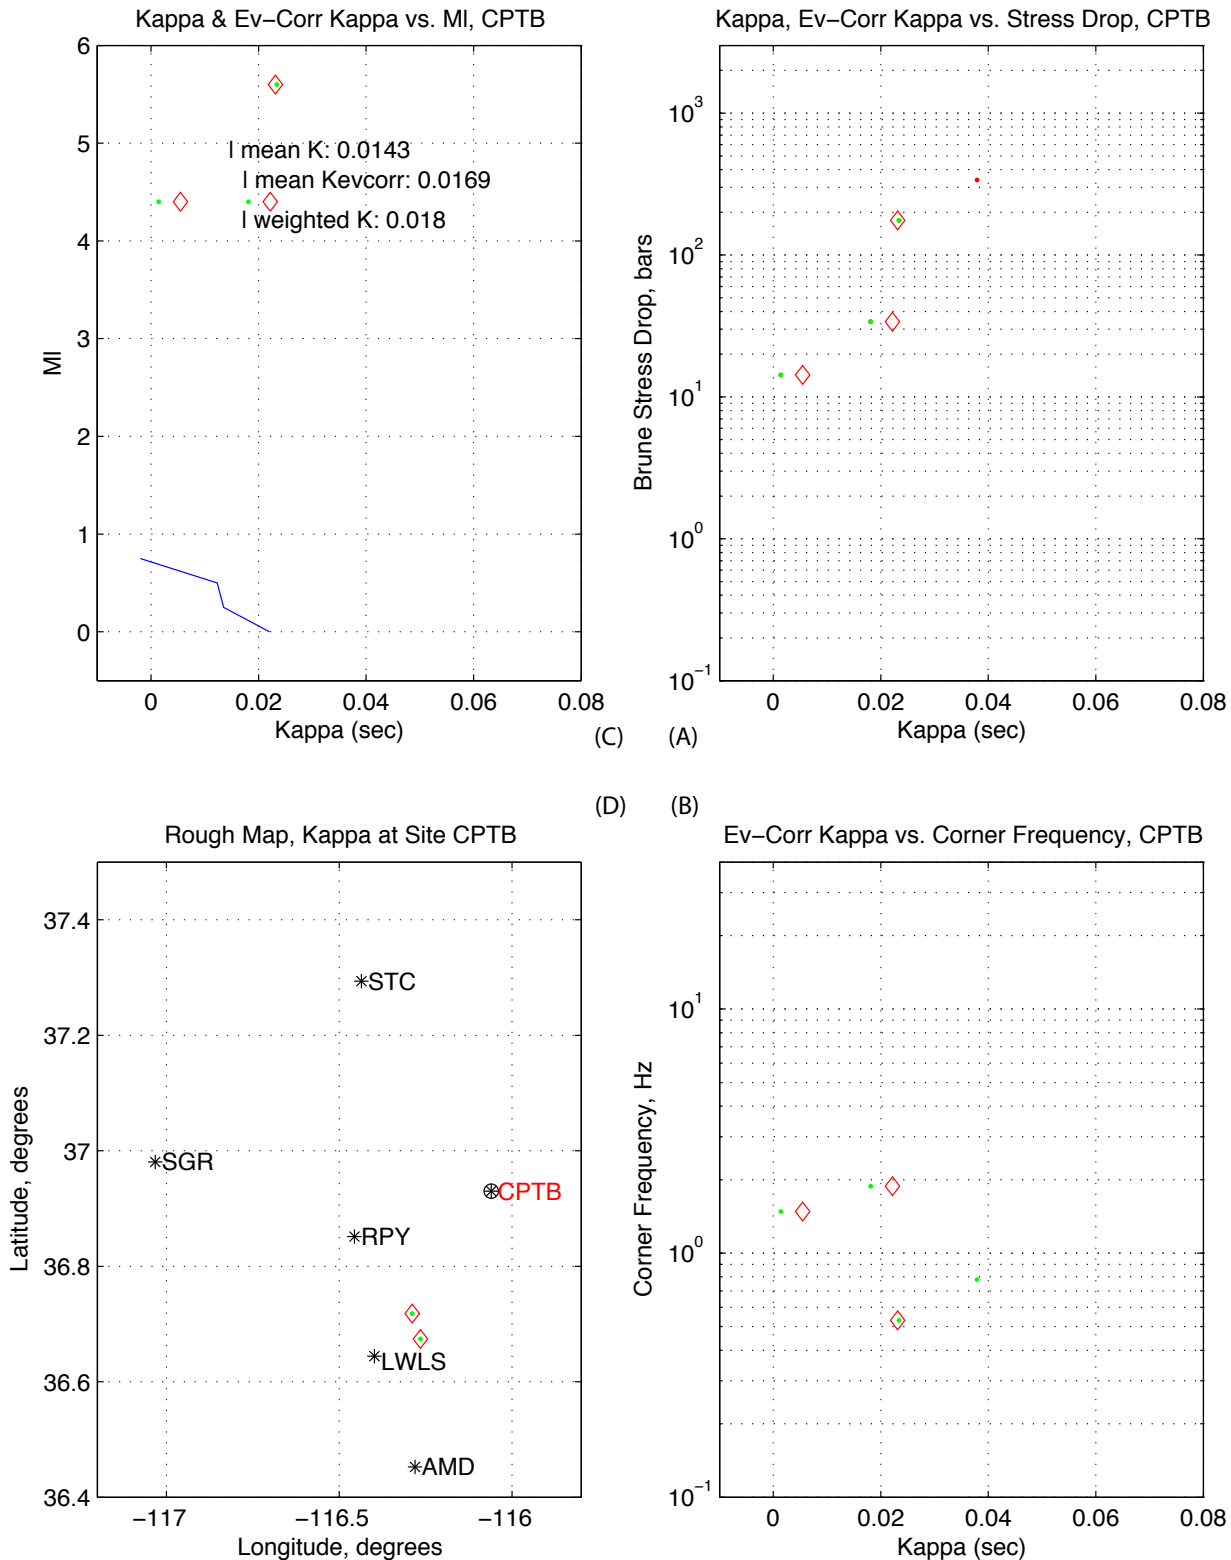 Kappa & Ev−Corr Kappa vs. Ml, CPTB
6
5
4
3
2
1
0
Ml
l mean K: 0.0143
l mean Kevcorr: 0.0169
l weighted K: 0.018
0 0.02 0.04 0.06 0.08
Kappa (sec)
(C)
Kappa, Ev−Corr Kappa vs. Stress Drop, CPTB
10^3
10^2
10^1
10^0
10^−1
Brune Stress Drop, bars
0 0.02 0.04 0.06 0.08
Kappa (sec)
(A)
(D)
Rough Map, Kappa at Site CPTB
37.4
37.2
37
36.8
36.6
36.4
Latitude, degrees
STC
SGR
CPTB
RPY
LWLS
AMD
−117 −116.5 −116
Longitude, degrees
(B)
Ev−Corr Kappa vs. Corner Frequency, CPTB
10^1
10^0
10^−1
Corner Frequency, Hz
0 0.02 0.04 0.06 0.08
Kappa (sec)